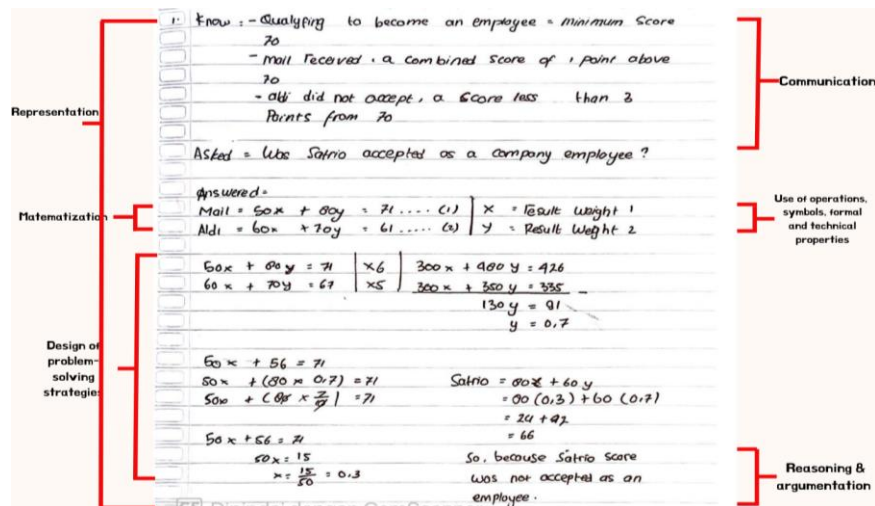 Representation
Matematization
Design of
problem-
solving
strategies
1. Know : - Qualyfing to become an employee = minimum score
70
- mail received . a combined score of 1 point above
70
- aldi did not accept, a score less than 3
Points from 70
Asked = Was Satrio accepted as a company employee ?
Answered =
Mail = 50x + 80y = 71 .... (1) | x = Result Weight 1
Aldi = 60x + 70y = 61 ..... (2) | y = Result Weght 2
50x + 80y = 71 | x6 | 300x + 480y = 426
60x + 70y = 67 | x5 | 300x + 350y = 335 -
130y = 91
y = 0,7
50x + 56 = 71
50x + (80 x 0,7) = 71
50x + (80 x 7/9) = 71
50x + 56 = 71
50x = 15
x = 15/50 = 0.3
Satrio = 80x + 60y
= 80 (0,3) + 60 (0,7)
= 24 + 42
= 66
So, because Satrio score
was not accepted as an
employee.
Communication
Use of operations,
symbols, formal
and technical
properties
Reasoning &
argumentation